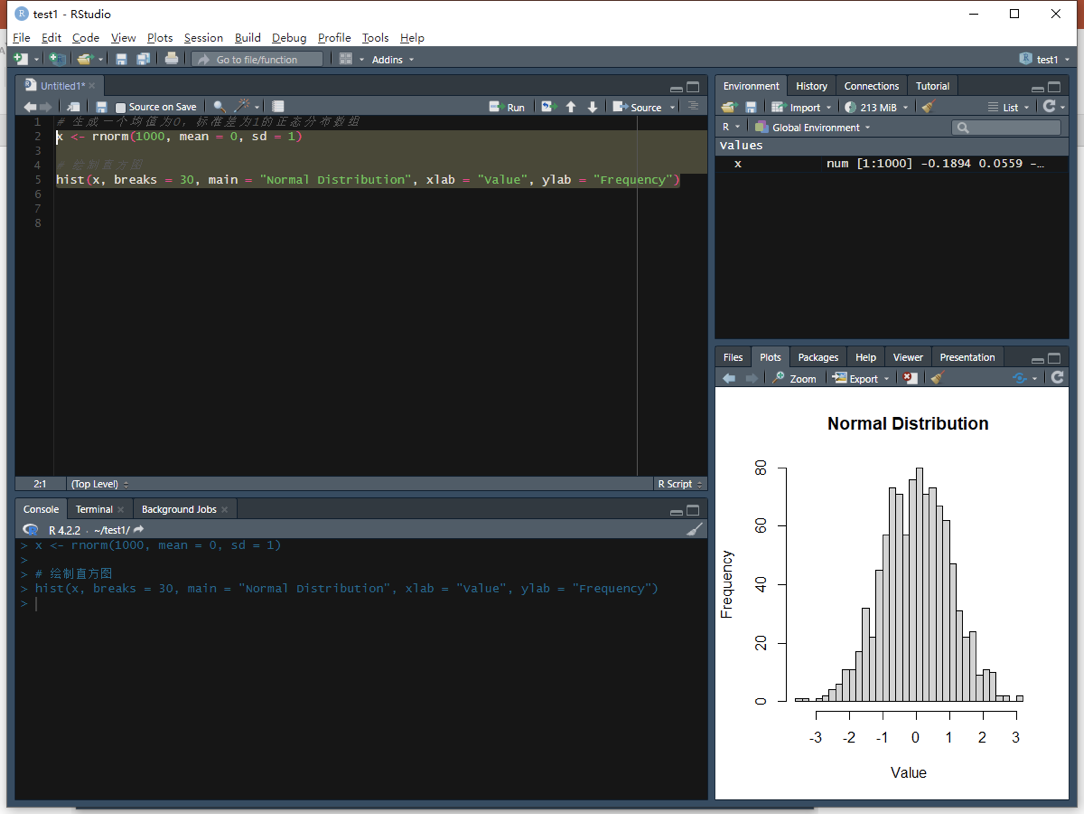 test1 - RStudio
File Edit Code View Plots Session Build Debug Profile Tools Help
Go to file/function Addins test1
Untitled1*
Source on Save Run Source
1 # 生成一个均值为0，标准差为1的正态分布数组
2 x <- rnorm(1000, mean = 0, sd = 1)
3
4 # 绘制直方图
5 hist(x, breaks = 30, main = "Normal Distribution", xlab = "Value", ylab = "Frequency")
6
7
8
2:1 (Top Level) R Script
Console Terminal Background Jobs
R 4.2.2 · ~/test1/
> x <- rnorm(1000, mean = 0, sd = 1)
>
> # 绘制直方图
> hist(x, breaks = 30, main = "Normal Distribution", xlab = "Value", ylab = "Frequency")
>
Environment History Connections Tutorial
Import 213 MiB List
R Global Environment
Values
x num [1:1000] -0.1894 0.0559 -…
Files Plots Packages Help Viewer Presentation
Zoom Export
Normal Distribution
Frequency
80
60
40
20
0
-3 -2 -1 0 1 2 3
Value